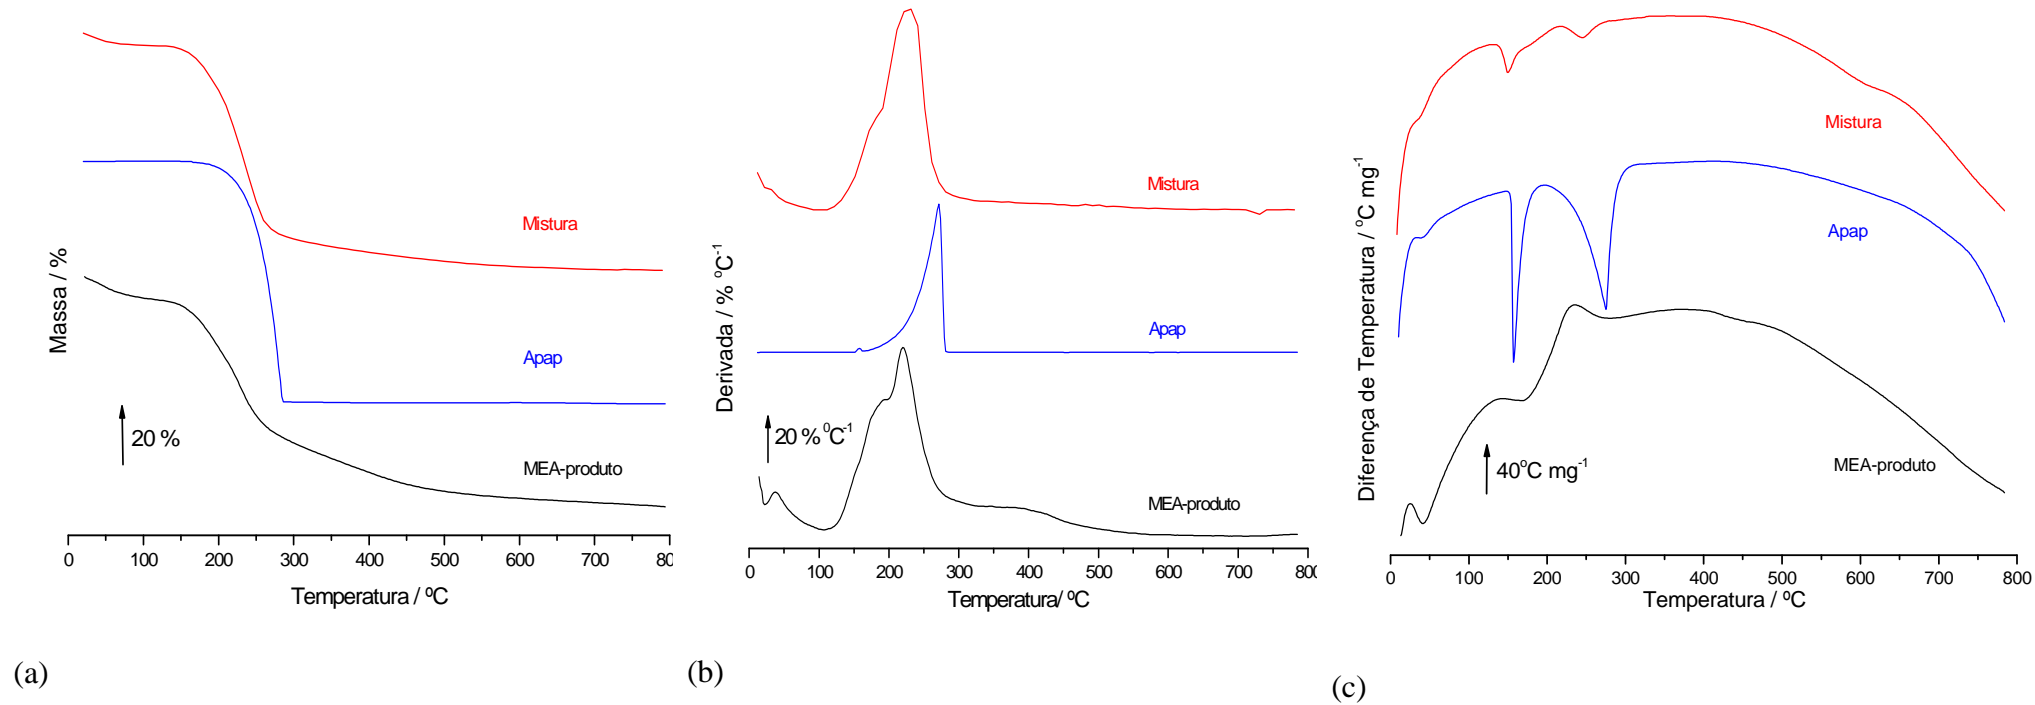 Massa / %
Mistura
Apap
MEA-produto
20 %
0 100 200 300 400 500 600 700 80
Temperatura / ºC
(a)
Derivada / % ºC-1
Mistura
Apap
MEA-produto
20 % 0C-1
0 100 200 300 400 500 600 700 800
Temperatura/ ºC
(b)
Diferença de Temperatura / ºC mg-1
Mistura
Apap
MEA-produto
40ºC mg-1
0 100 200 300 400 500 600 700 800
Temperatura / ºC
(c)